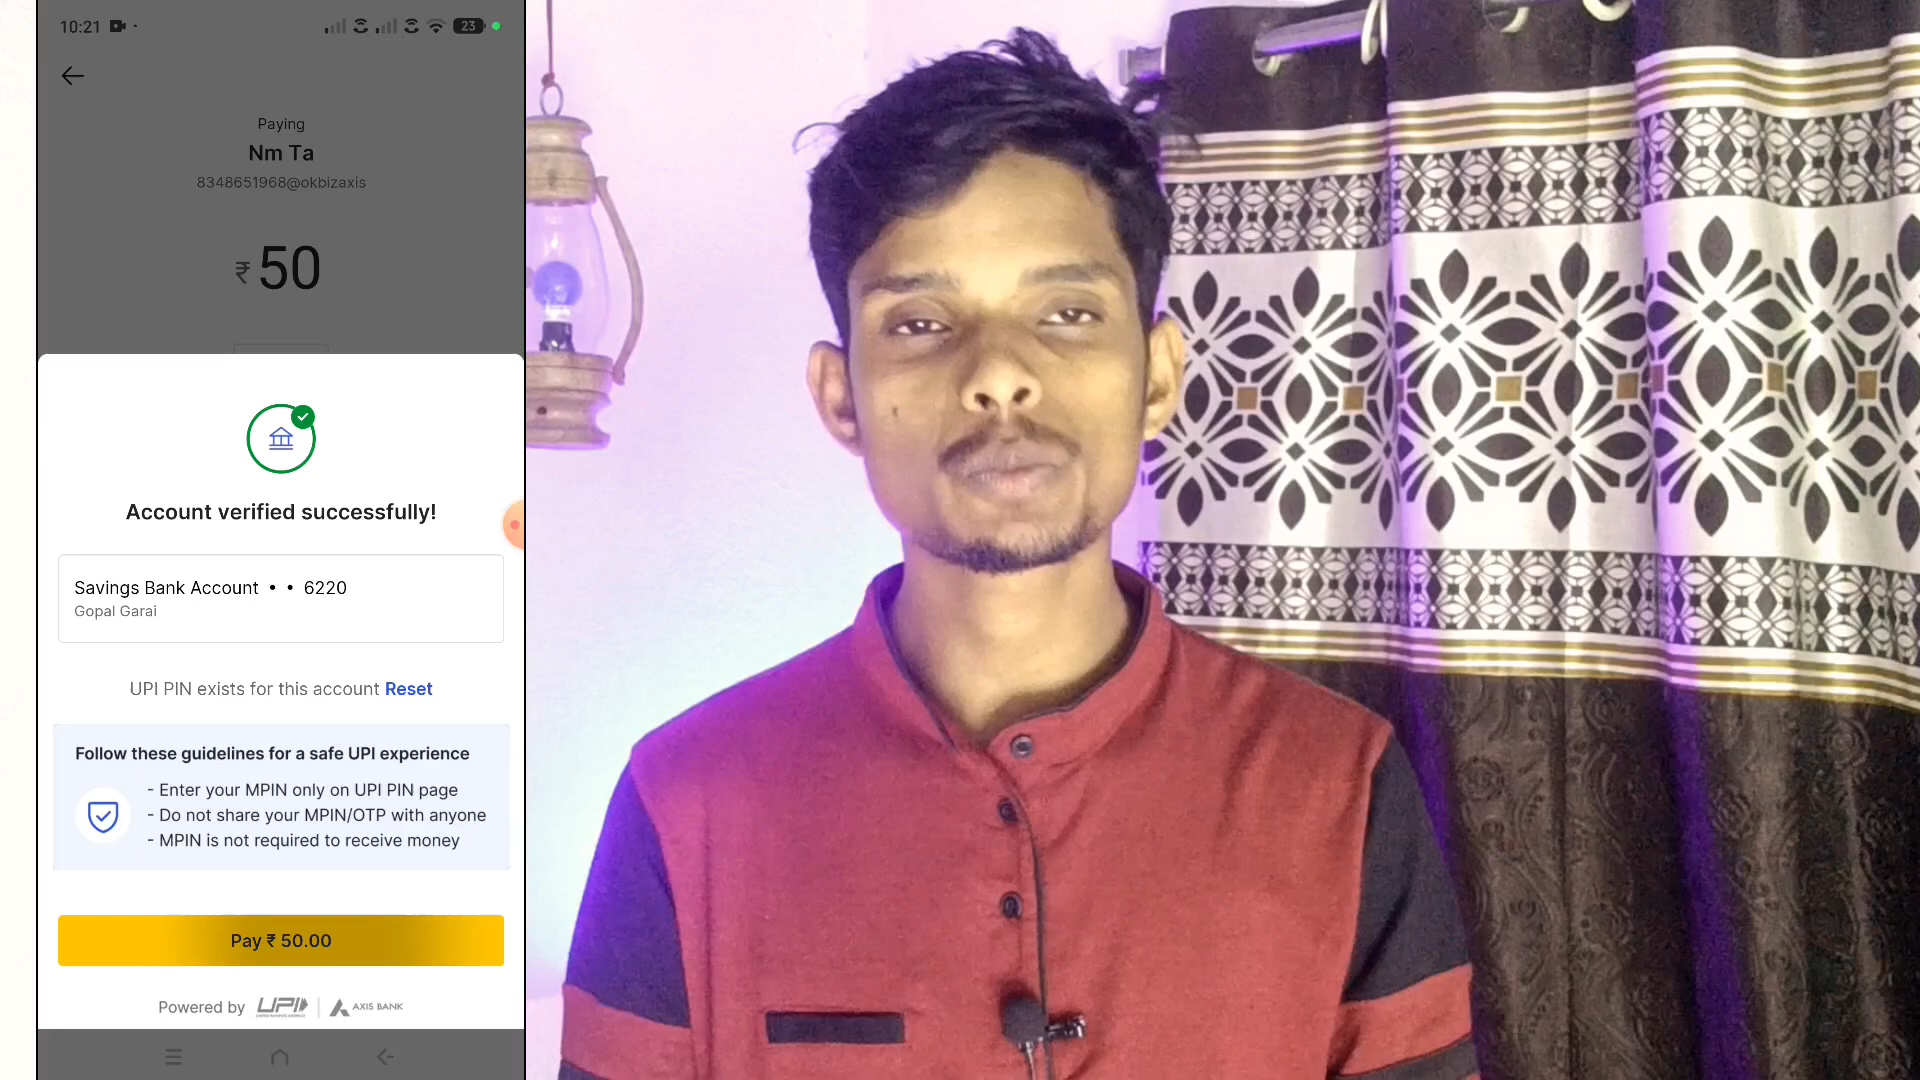 10:21
23
Paying
Nm Ta
8348651968@okbizaxis
₹50
Account verified successfully!
Savings Bank Account • • 6220
Gopal Garai
UPI PIN exists for this account Reset
Follow these guidelines for a safe UPI experience
- Enter your MPIN only on UPI PIN page
- Do not share your MPIN/OTP with anyone
- MPIN is not required to receive money
Pay ₹ 50.00
Powered by UPI | AXIS BANK